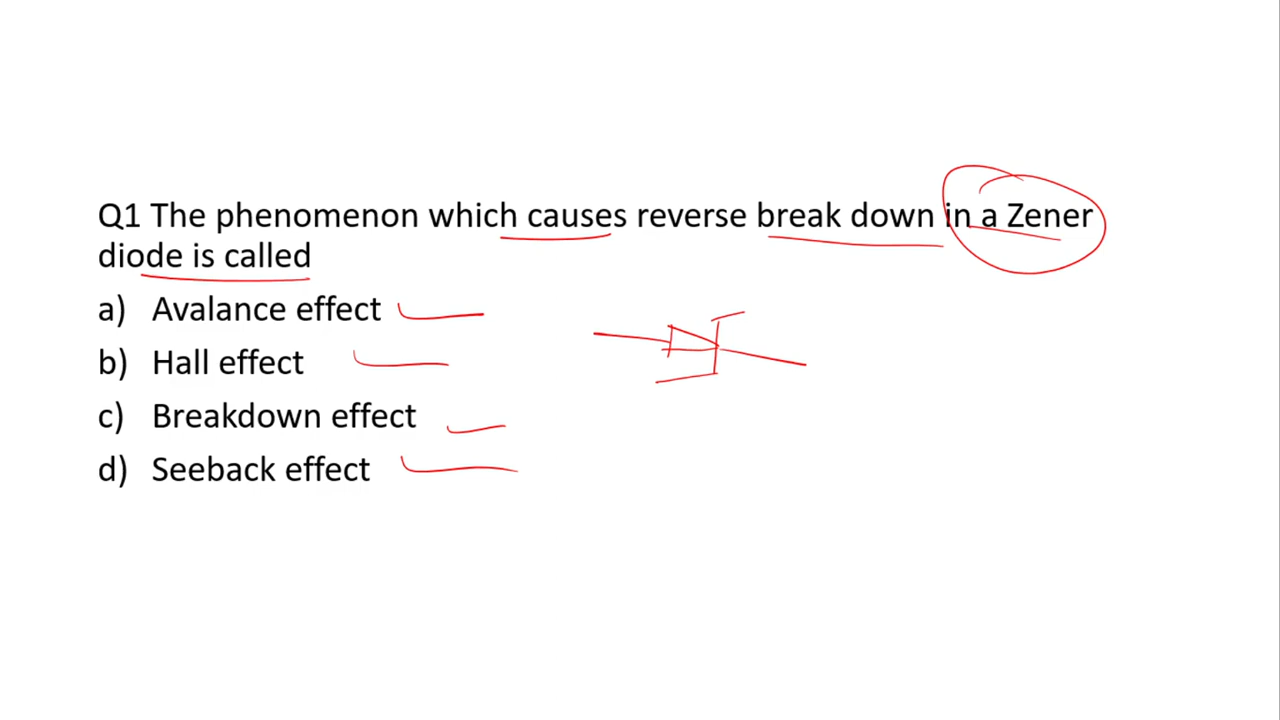 Q1 The phenomenon which causes reverse break down in a Zener
diode is called
a) Avalance effect
b) Hall effect
c) Breakdown effect
d) Seeback effect